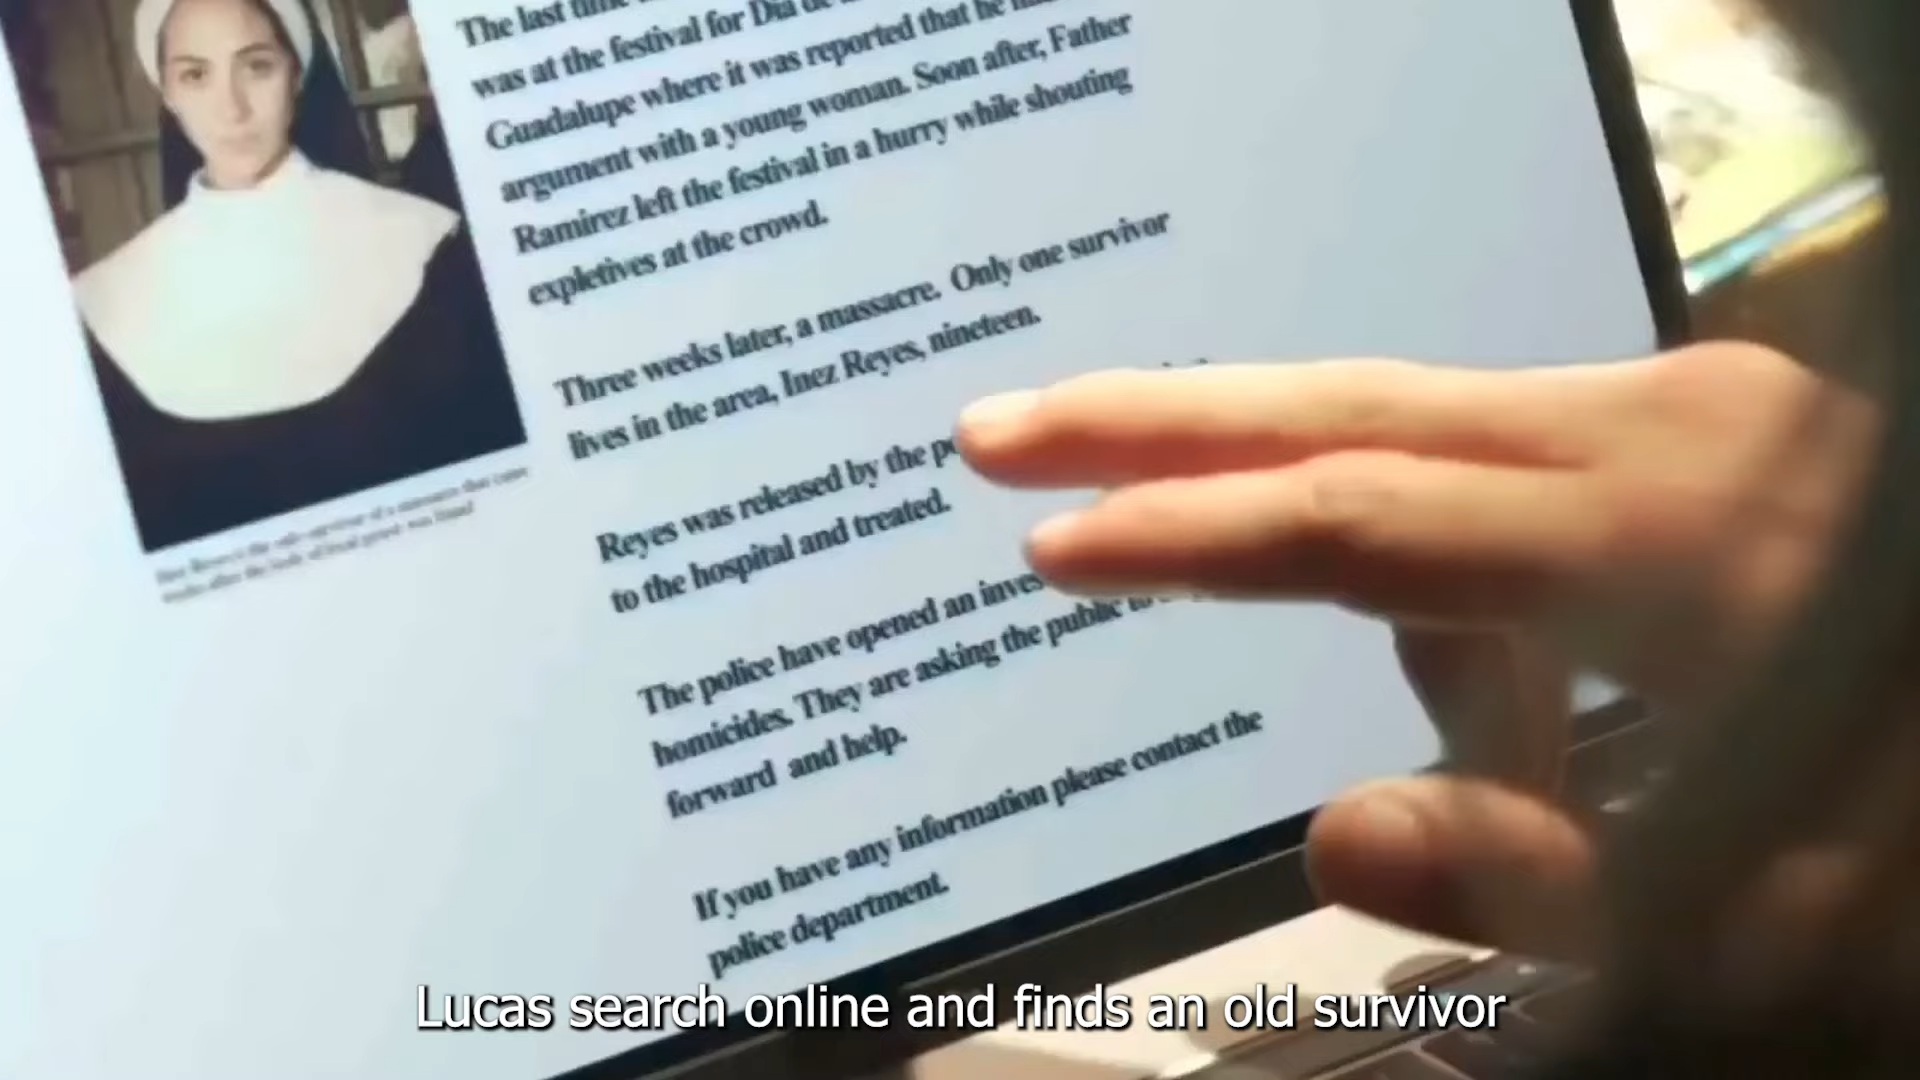 The last time
was at the festival for Dia de
Guadalupe where it was reported that he
argument with a young woman. Soon after, Father
Ramirez left the festival in a hurry while shouting
expletives at the crowd.
Three weeks later, a massacre. Only one survivor
lives in the area, Inez Reyes, nineteen.
Reyes was released by the
to the hospital and treated.
The police have opened an
homicides. They are asking the public to
forward and help.
If you have any information please contact the
police department.
Lucas search online and finds an old survivor